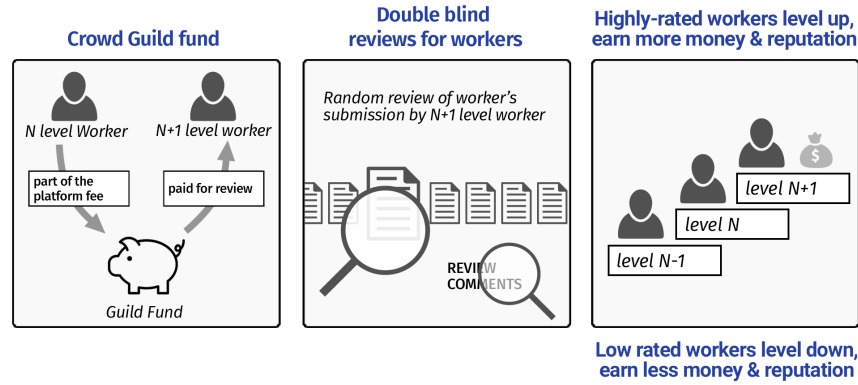 Crowd Guild fund
N level Worker
N+1 level worker
part of the
platform fee
paid for review
Guild Fund
Double blind
reviews for workers
Random review of worker's
submission by N+1 level worker
REVIEW
COMMENTS
Highly-rated workers level up,
earn more money & reputation
$
level N+1
level N
level N-1
Low rated workers level down,
earn less money & reputation